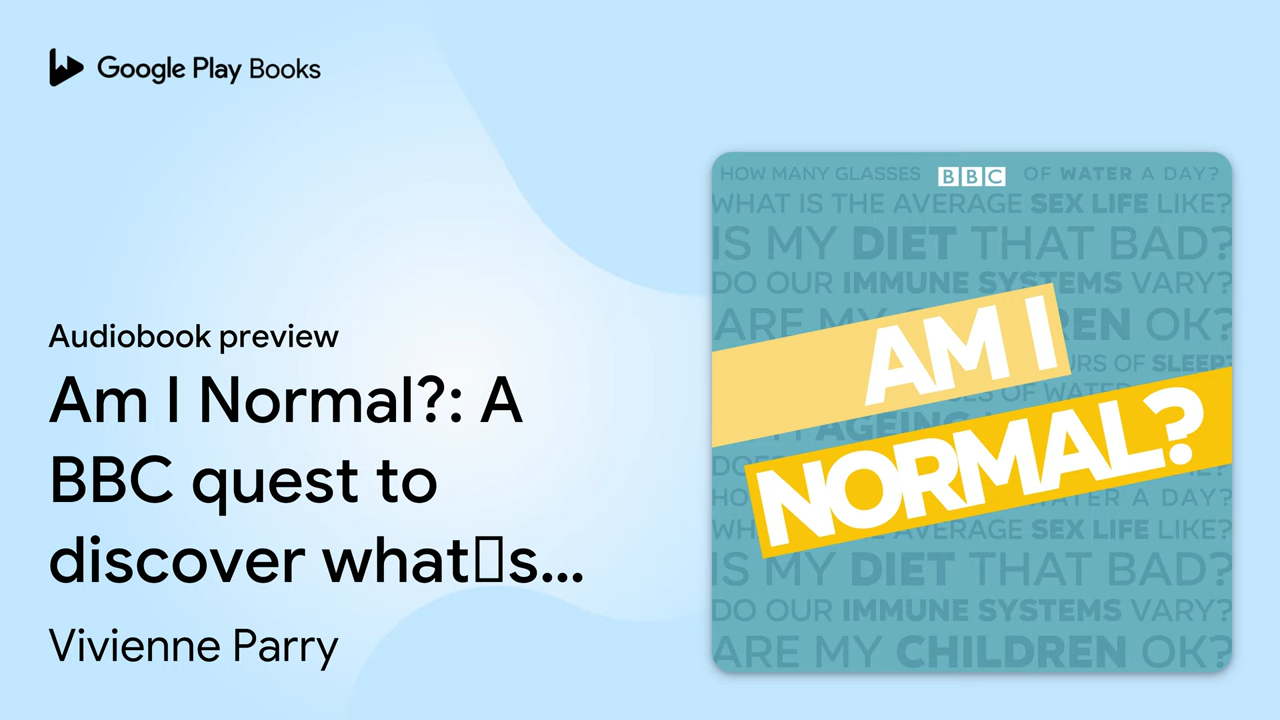 Google Play Books
Audiobook preview
Am I Normal?: A
BBC quest to
discover what▯s...
Vivienne Parry
HOW MANY GLASSES BBC OF WATER A DAY?
WHAT IS THE AVERAGE SEX LIFE LIKE?
IS MY DIET THAT BAD?
DO OUR IMMUNE SYSTEMS VARY?
ARE MY REN OK?
AM I
URS OF SLEEP?
OF WATER
AGEING
NORMAL?
WATER A DAY?
AVERAGE SEX LIFE LIKE?
IS MY DIET THAT BAD?
DO OUR IMMUNE SYSTEMS VARY?
ARE MY CHILDREN OK?